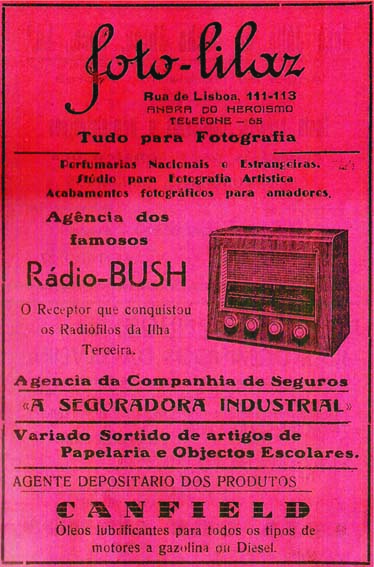 foto-lilaz
Rua de Lisboa, 111-113
ANGRA DO HEROISMO
TELEFONE - 65
Tudo para Fotografia
Perfumarias Nacionais e Estrangeiras.
Stúdio para Fotografia Artistica
Acabamentos fotográficos para amadores,
Agência dos
famosos
Rádio-BUSH
O Receptor que conquistou
os Radiófilos da Ilha
Terceira.
Agencia da Companhia de Seguros
«A SEGURADORA INDUSTRIAL»
Variado Sortido de artigos de
Papelaria e Objectos Escolares.
AGENTE DEPOSITARIO DOS PRODUTOS
CANFIELD
Óleos lubrificantes para todos os tipos de
motores a gazolina ou Diesel.